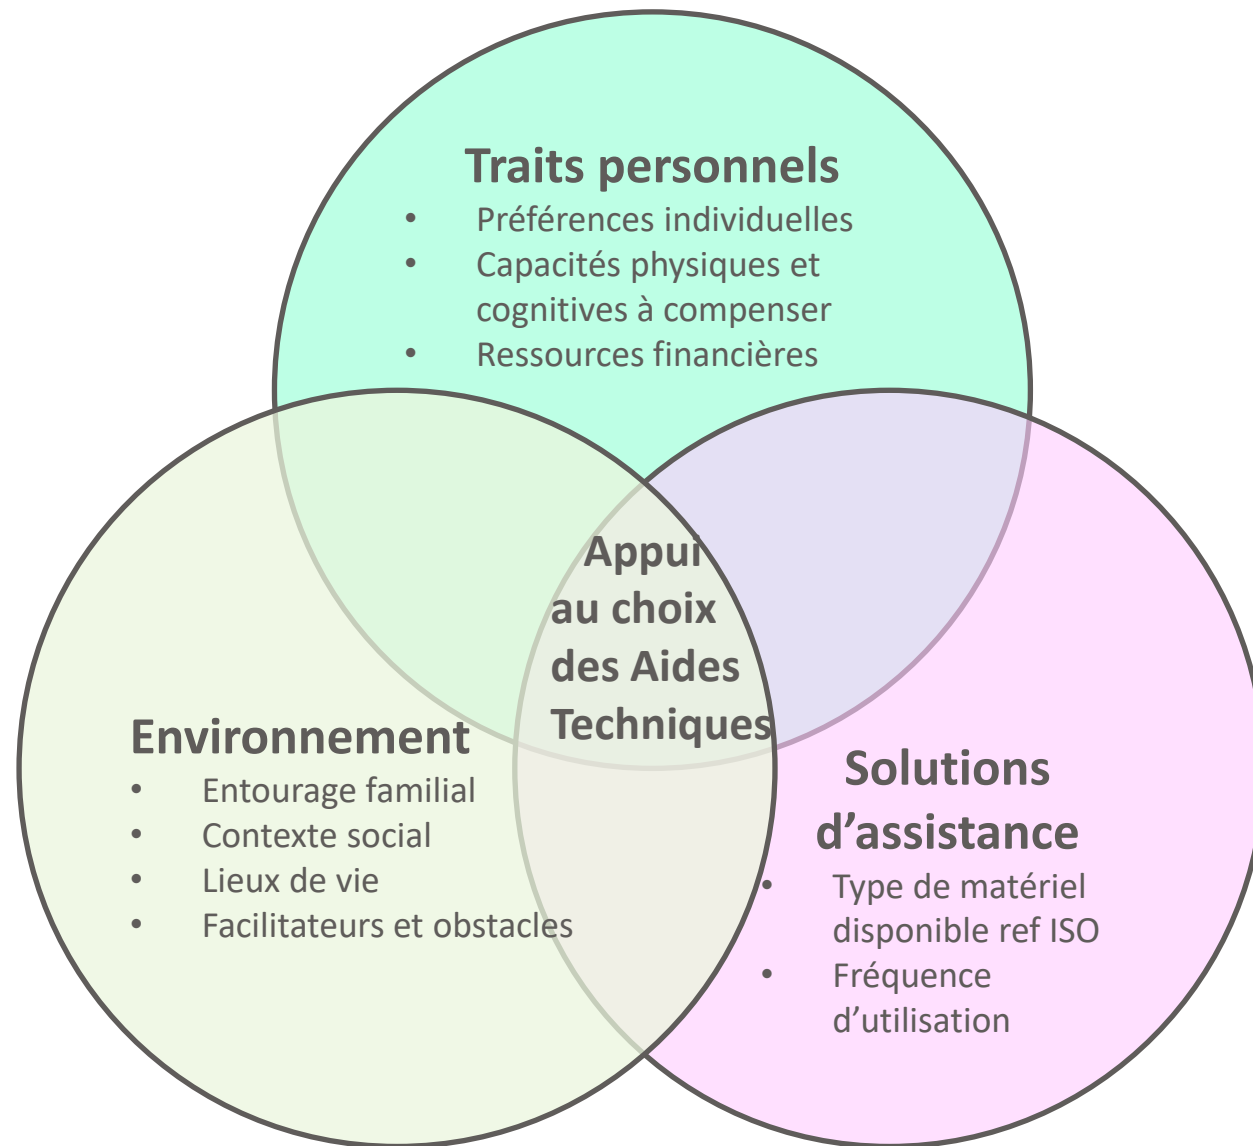 Traits personnels
• Préférences individuelles
• Capacités physiques et
cognitives à compenser
• Ressources financières
Appui
au choix
des Aides
Techniques
Environnement
• Entourage familial
• Contexte social
• Lieux de vie
• Facilitateurs et obstacles
Solutions
d’assistance
• Type de matériel
disponible ref ISO
• Fréquence
d’utilisation